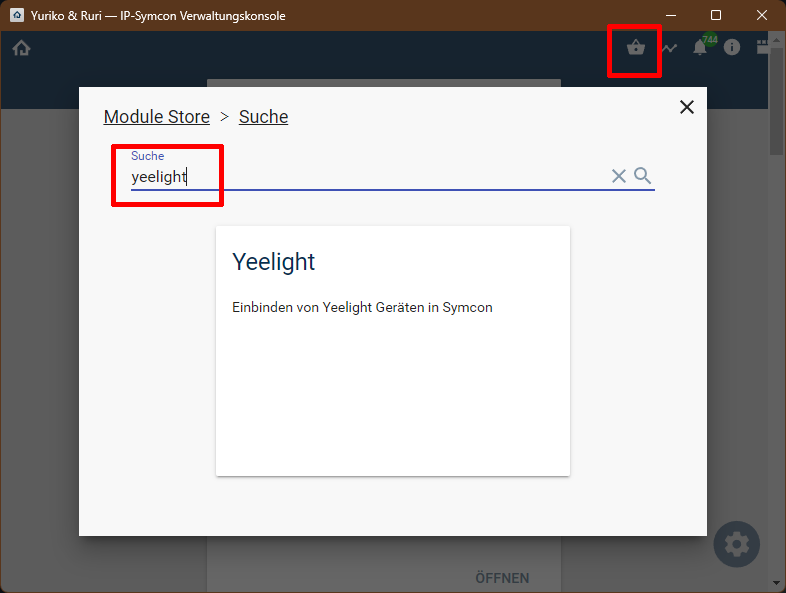 Yuriko & Ruri — IP-Symcon Verwaltungskonsole
744
Module Store > Suche
Suche
yeelight
Yeelight
Einbinden von Yeelight Geräten in Symcon
ÖFFNEN